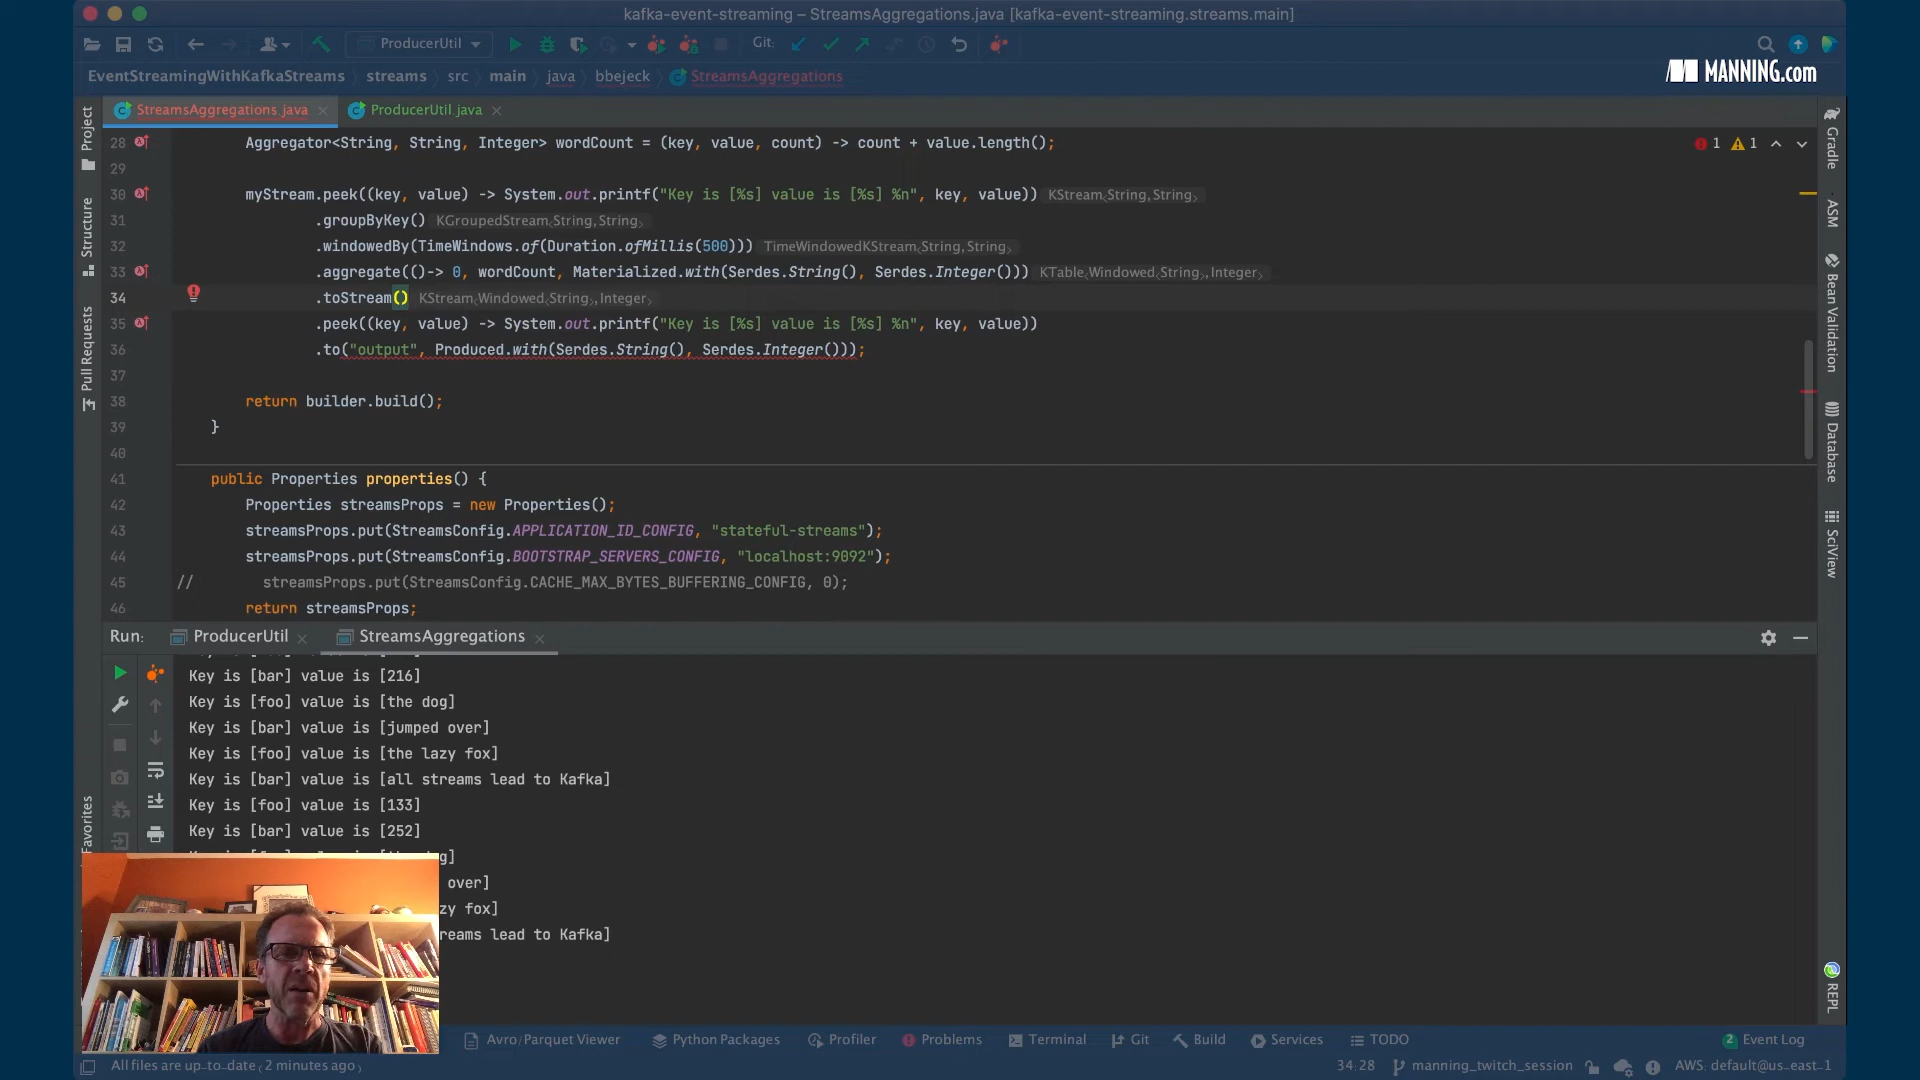 kafka-event-streaming – StreamsAggregations.java [kafka-event-streaming.streams.main]
ProducerUtil
Git:
MANNING.com
EventStreamingWithKafkaStreams streams src main java bbejeck StreamsAggregations
StreamsAggregations.java ProducerUtil.java
Project
Structure
Pull Requests
Favorites
28 Aggregator<String, String, Integer> wordCount = (key, value, count) -> count + value.length();
1 1
29
30 myStream.peek((key, value) -> System.out.printf("Key is [%s] value is [%s] %n", key, value)) KStream<String,String>
31 .groupByKey() KGroupedStream<String,String>
32 .windowedBy(TimeWindows.of(Duration.ofMillis(500))) TimeWindowedKStream<String,String>
33 .aggregate(()-> 0, wordCount, Materialized.with(Serdes.String(), Serdes.Integer())) KTable<Windowed<String>,Integer>
34 .toStream() KStream<Windowed<String>,Integer>
35 .peek((key, value) -> System.out.printf("Key is [%s] value is [%s] %n", key, value))
36 .to("output", Produced.with(Serdes.String(), Serdes.Integer()));
37
38 return builder.build();
39 }
40
41 public Properties properties() {
42 Properties streamsProps = new Properties();
43 streamsProps.put(StreamsConfig.APPLICATION_ID_CONFIG, "stateful-streams");
44 streamsProps.put(StreamsConfig.BOOTSTRAP_SERVERS_CONFIG, "localhost:9092");
45 // streamsProps.put(StreamsConfig.CACHE_MAX_BYTES_BUFFERING_CONFIG, 0);
46 return streamsProps;
Gradle
ASM
Bean Validation
Database
SciView
REPL
Run: ProducerUtil StreamsAggregations
Key is [bar] value is [216]
Key is [foo] value is [the dog]
Key is [bar] value is [jumped over]
Key is [foo] value is [the lazy fox]
Key is [bar] value is [all streams lead to Kafka]
Key is [foo] value is [133]
Key is [bar] value is [252]
g]
over]
zy fox]
reams lead to Kafka]
Avro/Parquet Viewer Python Packages Profiler Problems Terminal Git Build Services TODO 2 Event Log
All files are up-to-date (2 minutes ago) 34:28 manning_twitch_session AWS: default@us-east-1